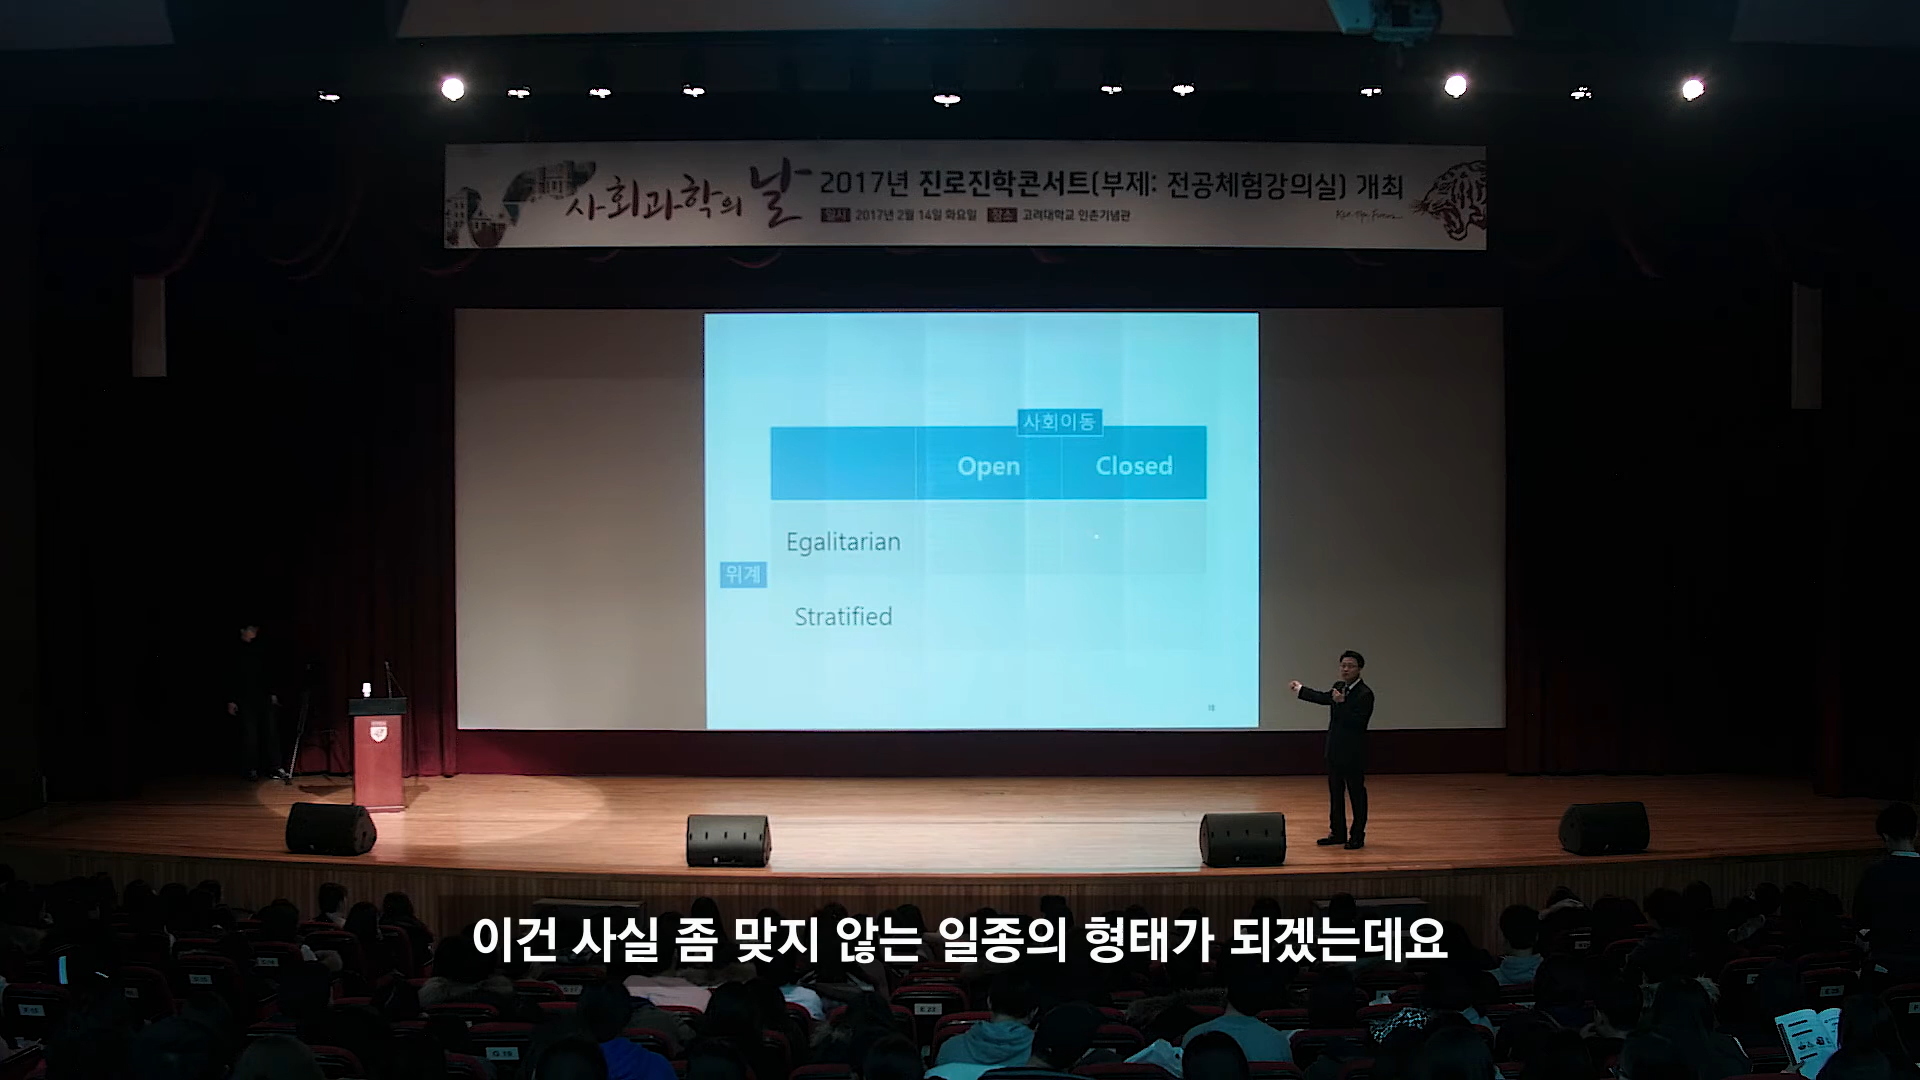 사회과학의 날 2017년 진로진학콘서트(부제: 전공체험강의실) 개최
일시 2017년 2월 14일 화요일 장소 고려대학교 인촌기념관
사회이동
Open Closed
Egalitarian
위계
Stratified
18
이건 사실 좀 맞지 않는 일종의 형태가 되겠는데요